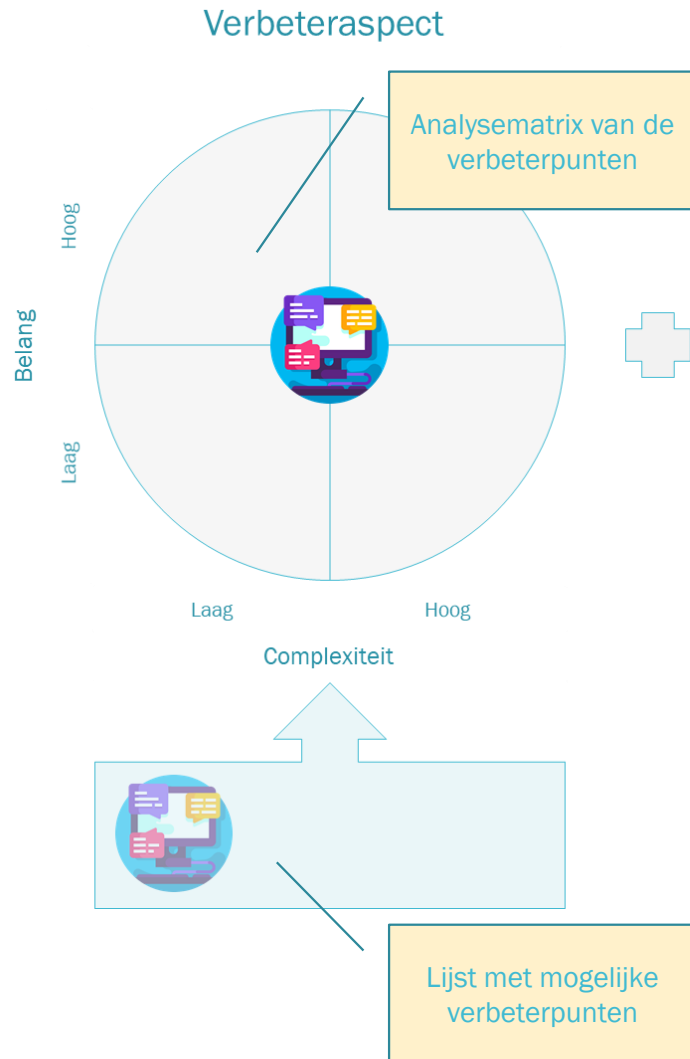 Verbeteraspect
Analysematrix van de
verbeterpunten
Hoog
Belang
Laag
Laag
Hoog
Complexiteit
Lijst met mogelijke
verbeterpunten